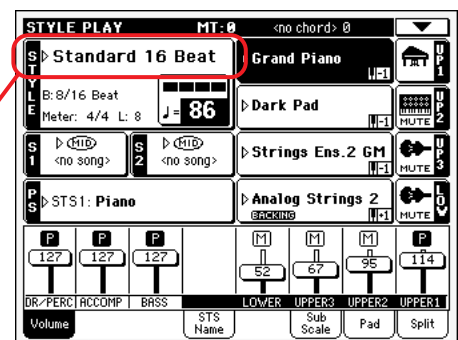 STYLE PLAY MT:0 <no chord> 0
STYLE
Standard 16 Beat
B:8/16 Beat
Meter: 4/4 L: 8
♩= 86
Grand Piano
U-1
UP1
Dark Pad
-1
MUTE
UP2
S1
MID
<no song>
S2
MID
<no song>
Strings Ens.2 GM
-1
MUTE
UP3
PS
STS1: Piano
Analog Strings 2
BACKING
+1
MUTE
LOW
P P P M M M P
127 127 127 52 67 95 114
DR/PERC ACCOMP BASS LOWER UPPER3 UPPER2 UPPER1
Volume
STS Name
Sub Scale
Pad
Split